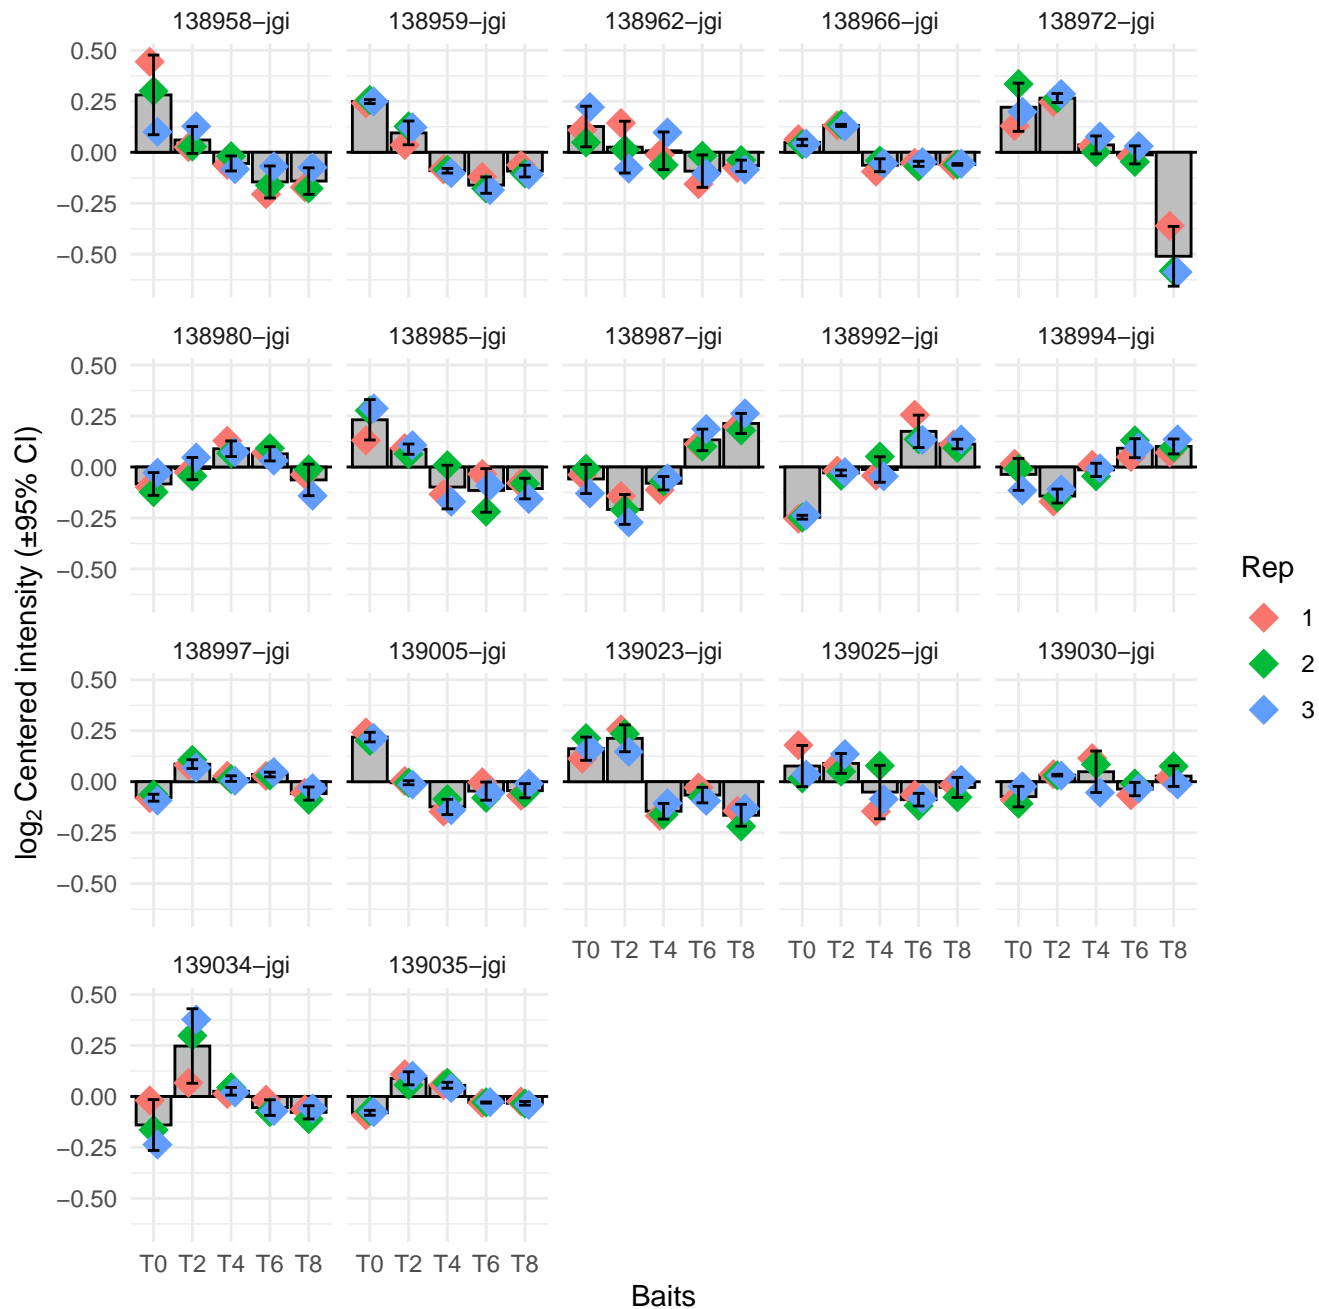 138958−jgi 138959−jgi 138962−jgi 138966−jgi 138972−jgi
0.50
0.25
0.00
−0.25
−0.50
138980−jgi 138985−jgi 138987−jgi 138992−jgi 138994−jgi
0.50
0.25
0.00
−0.25
−0.50
138997−jgi 139005−jgi 139023−jgi 139025−jgi 139030−jgi
0.50
0.25
0.00
−0.25
−0.50
T0 T2 T4 T6 T8 T0 T2 T4 T6 T8 T0 T2 T4 T6 T8
139034−jgi 139035−jgi
0.50
0.25
0.00
−0.25
−0.50
T0 T2 T4 T6 T8 T0 T2 T4 T6 T8
Baits
log₂ Centered intensity (±95% CI)
Rep
1
2
3